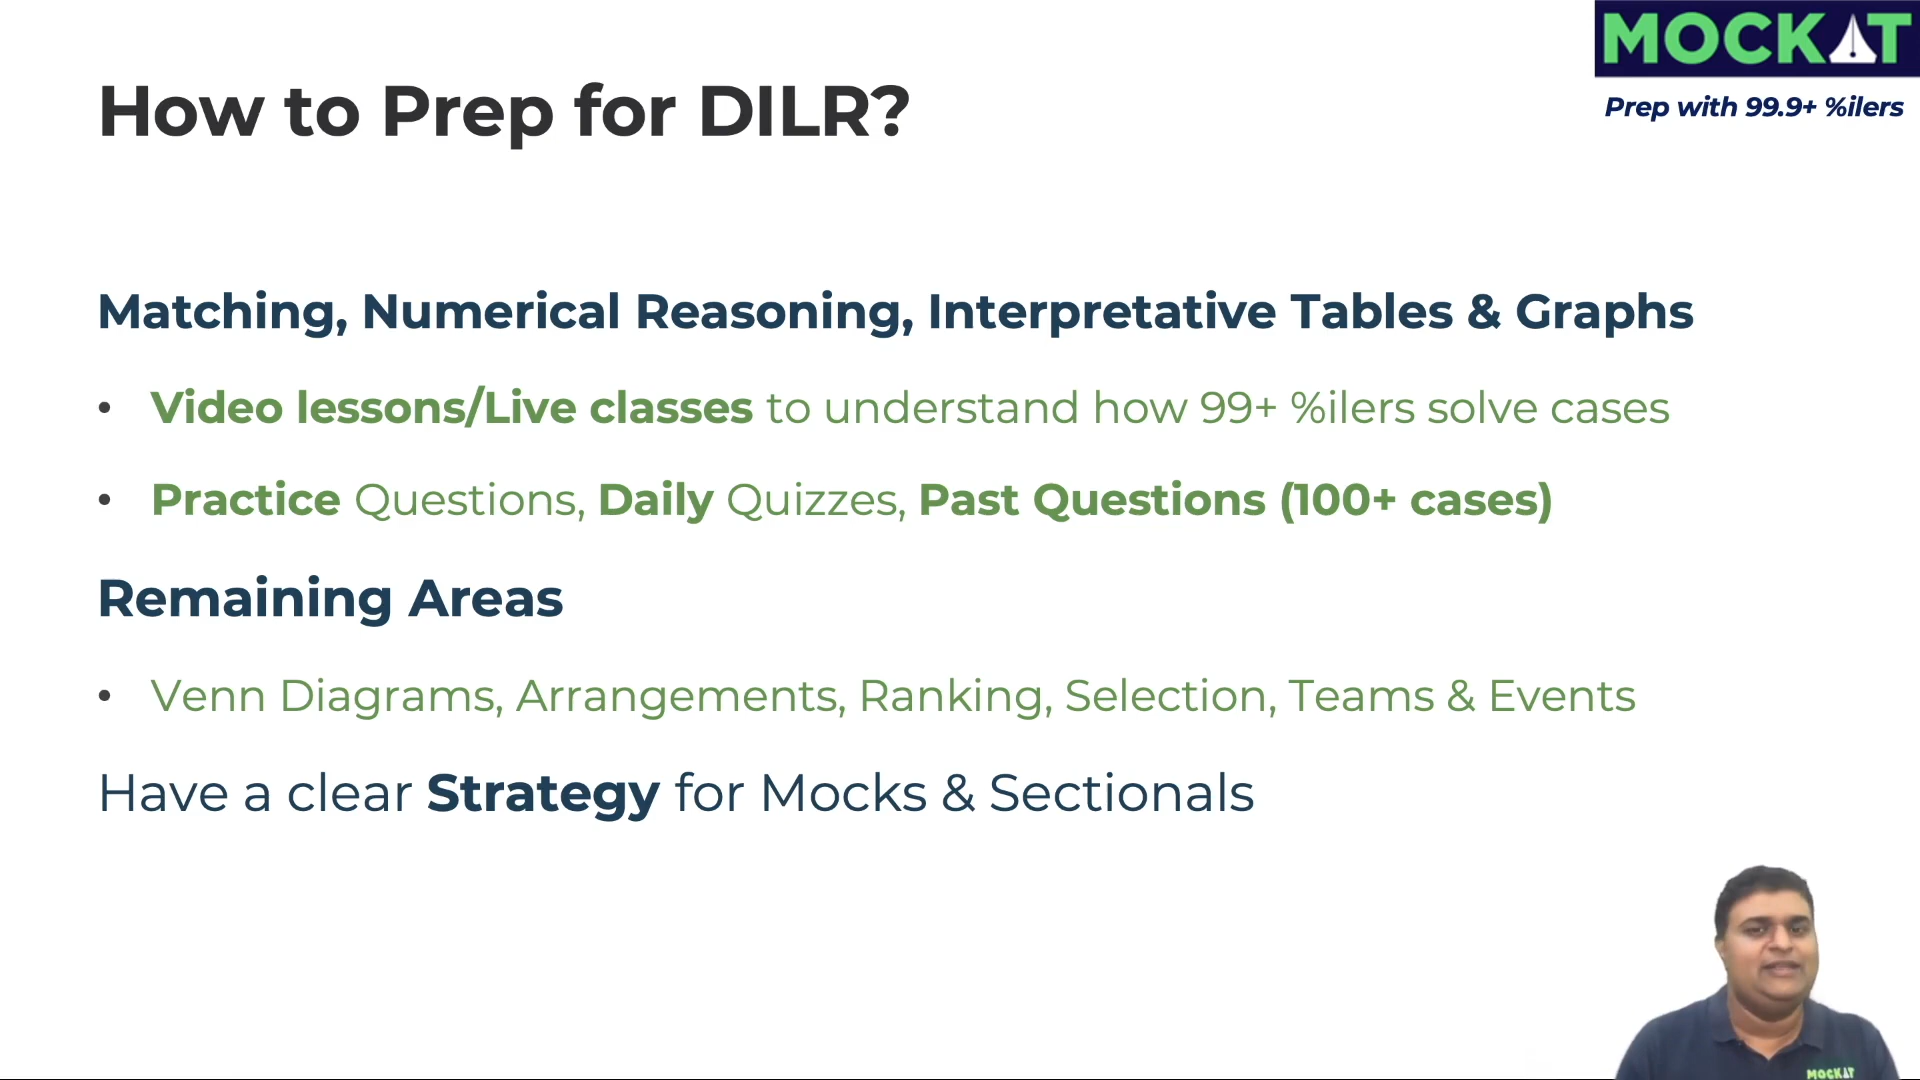 MOCKAT
Prep with 99.9+ %ilers
How to Prep for DILR?
Matching, Numerical Reasoning, Interpretative Tables & Graphs
• Video lessons/Live classes to understand how 99+ %ilers solve cases
• Practice Questions, Daily Quizzes, Past Questions (100+ cases)
Remaining Areas
• Venn Diagrams, Arrangements, Ranking, Selection, Teams & Events
Have a clear Strategy for Mocks & Sectionals
MOCKAT